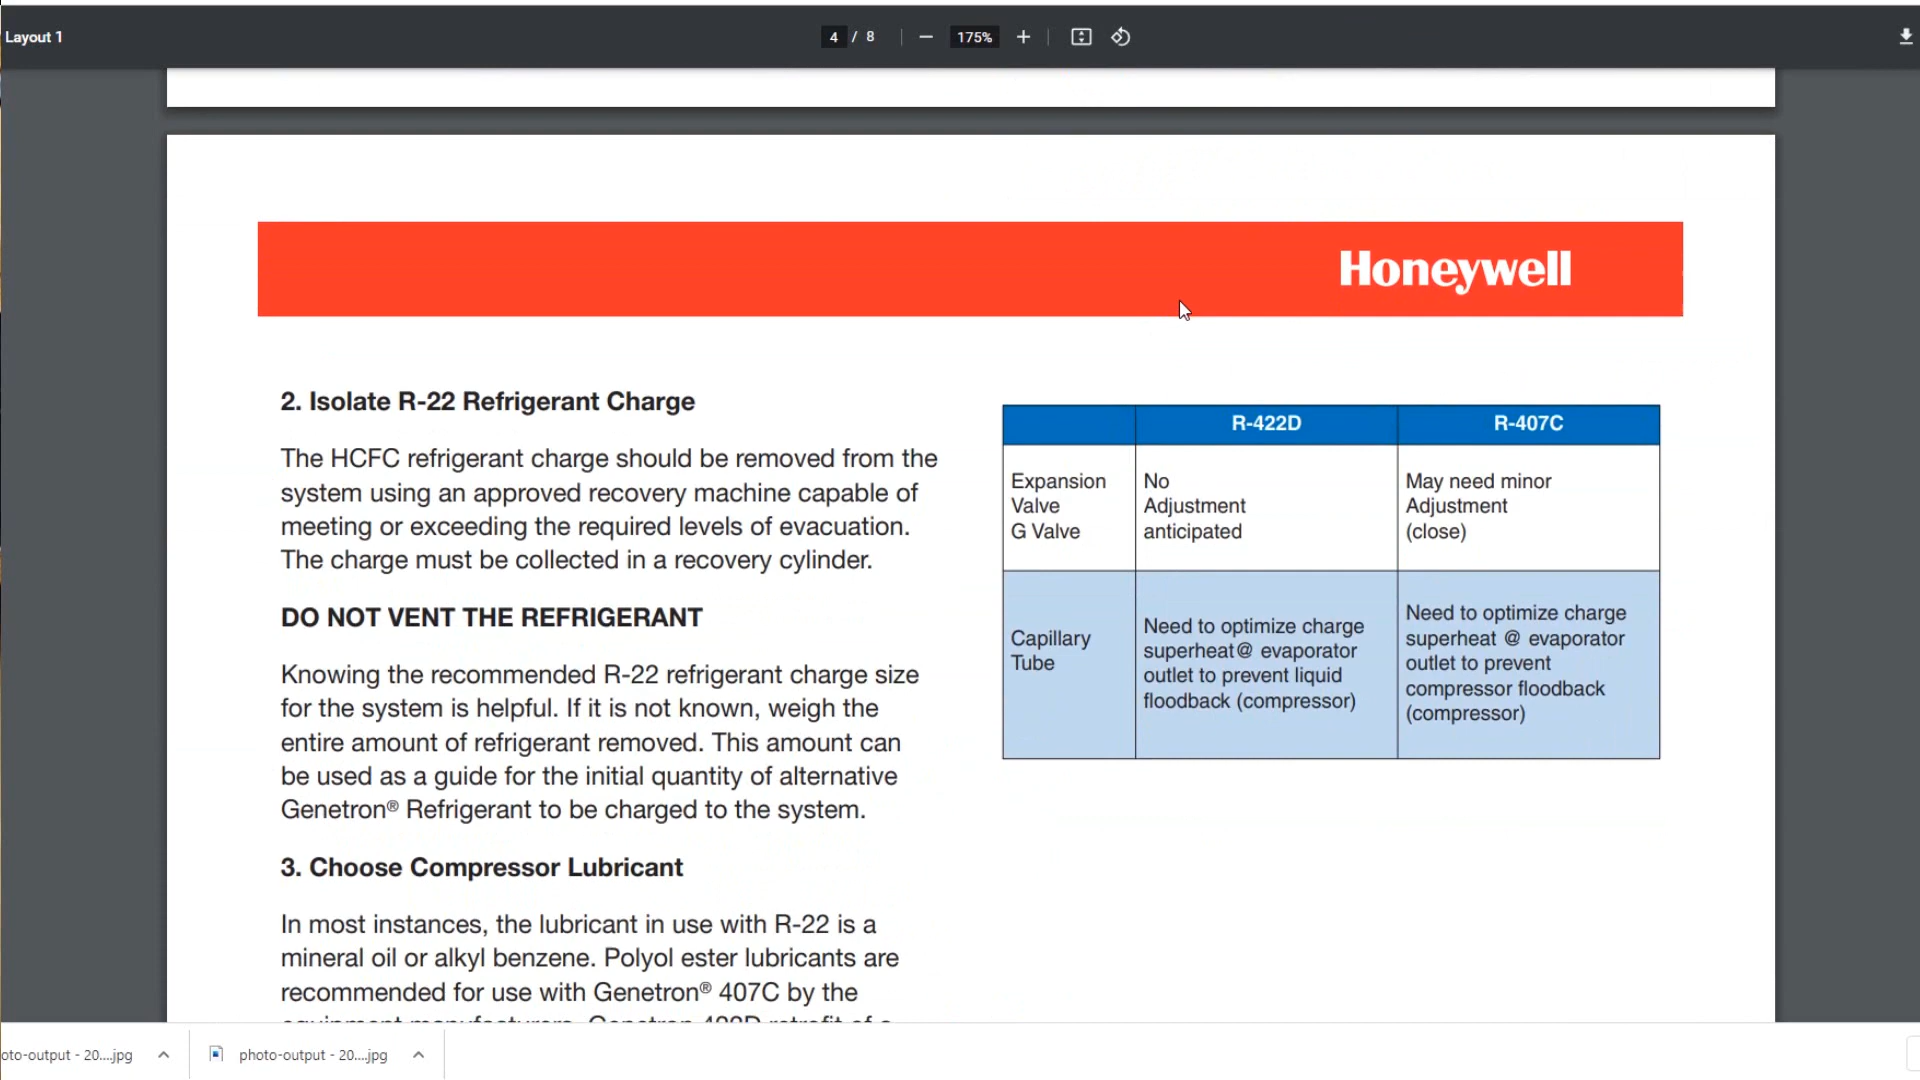 Layout 1
4 / 8
175%
Honeywell
2. Isolate R-22 Refrigerant Charge
The HCFC refrigerant charge should be removed from the
system using an approved recovery machine capable of
meeting or exceeding the required levels of evacuation.
The charge must be collected in a recovery cylinder.
DO NOT VENT THE REFRIGERANT
Knowing the recommended R-22 refrigerant charge size
for the system is helpful. If it is not known, weigh the
entire amount of refrigerant removed. This amount can
be used as a guide for the initial quantity of alternative
Genetron® Refrigerant to be charged to the system.
3. Choose Compressor Lubricant
In most instances, the lubricant in use with R-22 is a
mineral oil or alkyl benzene. Polyol ester lubricants are
recommended for use with Genetron® 407C by the
R-422D
R-407C
Expansion
Valve
G Valve
No
Adjustment
anticipated
May need minor
Adjustment
(close)
Capillary
Tube
Need to optimize charge
superheat@ evaporator
outlet to prevent liquid
floodback (compressor)
Need to optimize charge
superheat @ evaporator
outlet to prevent
compressor floodback
(compressor)
oto-output - 20....jpg
photo-output - 20....jpg